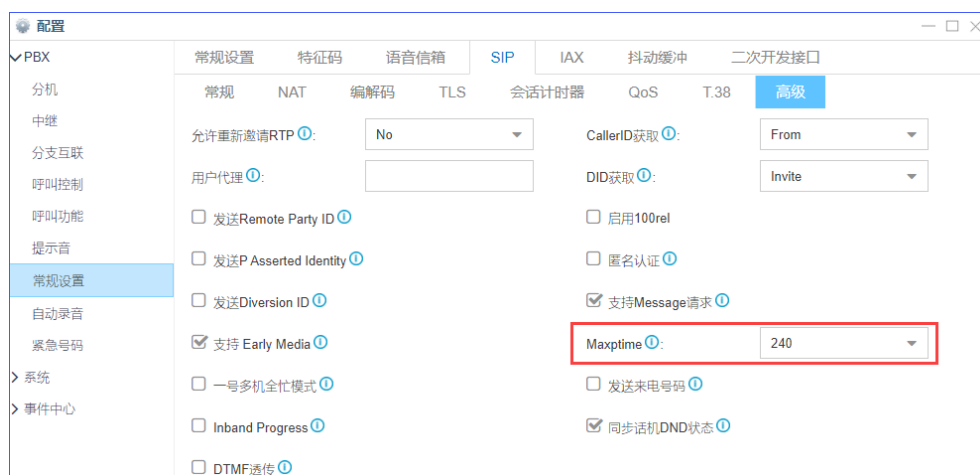 配置
PBX
常规设置 特征码 语音信箱 SIP IAX 抖动缓冲 二次开发接口
分机
常规 NAT 编解码 TLS 会话计时器 QoS T.38 高级
中继
允许重新邀请RTP: No CallerID获取: From
分支互联
用户代理: DID获取: Invite
呼叫控制
呼叫功能
发送Remote Party ID 启用100rel
提示音
发送P Asserted Identity 匿名认证
常规设置
发送Diversion ID 支持Message请求
自动录音
支持 Early Media Maxptime: 240
紧急号码
系统
一号多机全忙模式 发送来电号码
事件中心
Inband Progress 同步话机DND状态
DTMF透传